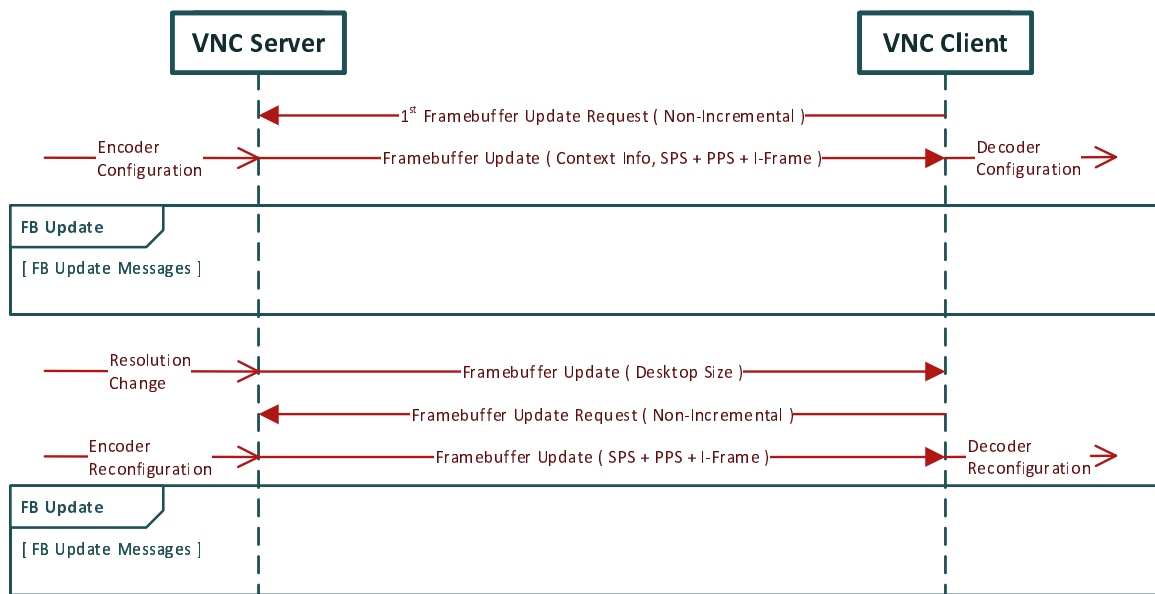 VNC Server
VNC Client
1st Framebuffer Update Request ( Non-Incremental )
Encoder
Configuration
Framebuffer Update ( Context Info, SPS + PPS + I-Frame )
Decoder
Configuration
FB Update
[ FB Update Messages ]
Resolution
Change
Framebuffer Update ( Desktop Size )
Framebuffer Update Request ( Non-Incremental )
Encoder
Reconfiguration
Framebuffer Update ( SPS + PPS + I-Frame )
Decoder
Reconfiguration
FB Update
[ FB Update Messages ]